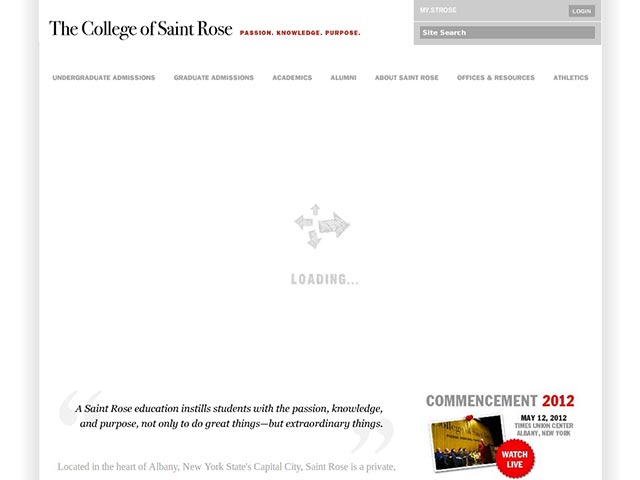 The College of Saint Rose PASSION. KNOWLEDGE. PURPOSE.
MY.STROSE
LOGIN
Site Search
UNDERGRADUATE ADMISSIONS GRADUATE ADMISSIONS ACADEMICS ALUMNI ABOUT SAINT ROSE OFFICES & RESOURCES ATHLETICS
LOADING...
“A Saint Rose education instills students with the passion, knowledge,
and purpose, not only to do great things—but extraordinary things.”
Located in the heart of Albany, New York State's Capital City, Saint Rose is a private,
COMMENCEMENT 2012
MAY 12, 2012
TIMES UNION CENTER
ALBANY, NEW YORK
WATCH
LIVE